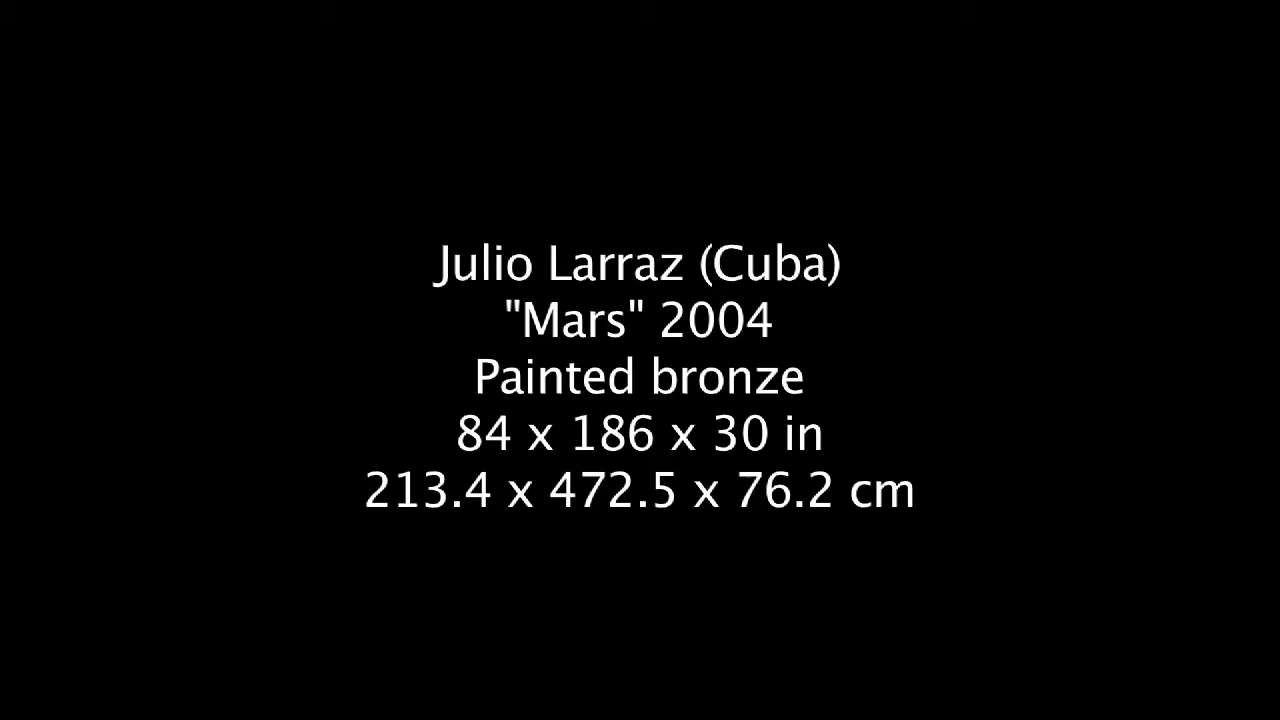 Julio Larraz (Cuba)
"Mars" 2004
Painted bronze
84 x 186 x 30 in
213.4 x 472.5 x 76.2 cm